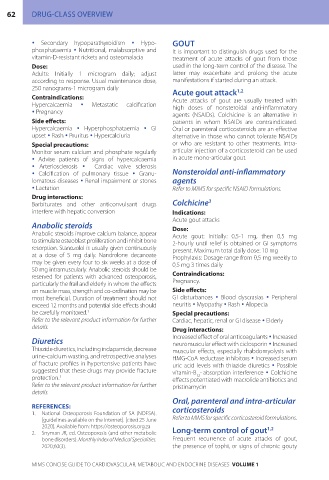 62 DRUG-CLASS OVERVIEW
• Secondary hypoparathyroidism • Hypo-
phosphataemia • Nutritional, malabsorptive and
vitamin-D-resistant rickets and osteomalacia
Dose:
Adults: Initially 1 microgram daily, adjust
according to response. Usual maintenance dose,
250 nanograms-1 microgram daily
Contraindications:
Hypercalcaemia • Metastatic calcification
• Pregnancy
Side effects:
Hypercalcaemia • Hyperphosphataemia • GI
upset • Rash • Pruritus • Hypercalciuria
Special precautions:
Monitor serum calcium and phosphate regularly
• Advise patients of signs of hypercalcaemia
• Arteriosclerosis • Cardiac valve sclerosis
• Calcification of pulmonary tissue • Granu-
lomatous diseases • Renal impairment or stones
• Lactation
Drug interactions:
Barbiturates and other anticonvulsant drugs
interfere with hepatic conversion
Anabolic steroids
Anabolic steroids improve calcium balance, appear
to stimulate osteoblast proliferation and inhibit bone
resorption. Stanozolol is usually given continuously
at a dose of 5 mg daily. Nandrolone decanoate
may be given every four to six weeks at a dose of
50 mg intramuscularly. Anabolic steroids should be
reserved for patients with advanced osteoporosis,
particularly the frail and elderly in whom the effects
on muscle mass, strength and co-ordination may be
most beneficial. Duration of treatment should not
exceed 12 months and potential side effects should
be carefully monitored.1
Refer to the relevant product information for further
details.
Diuretics
Thiazide diuretics, including indapamide, decrease
urine-calcium wasting, and retrospective analyses
of fracture profiles in hypertensive patients have
suggested that these drugs may provide fracture
protection.1
Refer to the relevant product information for further
details.
REFERENCES:
1. National Osteoporosis Foundation of SA (NOFSA).
[guidelines available on the Internet]. [cited 25 June
2020]. Available from: https://osteoporosis.org.za
2. Snyman JR, ed. Osteoporosis (and other metabolic
bone disorders). Monthly Index of Medical Specialities.
2020;60(3).
GOUT
It is important to distinguish drugs used for the
treatment of acute attacks of gout from those
used in the long-term control of the disease. The
latter may exacerbate and prolong the acute
manifestations if started during an attack.
Acute gout attack1,2
Acute attacks of gout are usually treated with
high doses of nonsteroidal anti-inflammatory
agents (NSAIDs). Colchicine is an alternative in
patients in whom NSAIDs are contraindicated.
Oral or parenteral corticosteroids are an effective
alternative in those who cannot tolerate NSAIDs
or who are resistant to other treatments. Intra-
articular injection of a corticosteroid can be used
in acute mono-articular gout.
Nonsteroidal anti-inflammatory
agents
Refer to MIMS for specific NSAID formulations.
Colchicine2
Indications:
Acute gout attacks
Dose:
Acute gout: Initially 0,5-1 mg, then 0,5 mg
2-hourly until relief is obtained or GI symptoms
present. Maximum total daily dose: 10 mg
Prophylaxis: Dosage range from 0,5 mg weekly to
0,5 mg 3 times daily
Contraindications:
Pregnancy.
Side effects:
GI disturbances • Blood dyscrasias • Peripheral
neuritis • Myopathy • Rash • Alopecia
Special precautions:
Cardiac, hepatic, renal or GI disease • Elderly
Drug interactions:
Increased effect of oral anticoagulants • Increased
neuromuscular effect with ciclosporin • Increased
muscular effects, especially rhabdomyolysis with
HMG-CoA reductase inhibitors • Increased serum
uric acid levels with thiazide diuretics • Possible
vitamin-B12 absorption interference • Colchicine
effects potentiated with macrolide antibiotics and
pristinamycin
Oral, parenteral and intra-articular
corticosteroids
Refer to MIMS for specific corticosteroid formulations.
Long-term control of gout1,2
Frequent recurrence of acute attacks of gout,
the presence of tophi, or signs of chronic gouty
MIMS CONCISE GUIDE TO CARDIOVASCULAR, METABOLIC AND ENDOCRINE DISEASES VOLUME 1